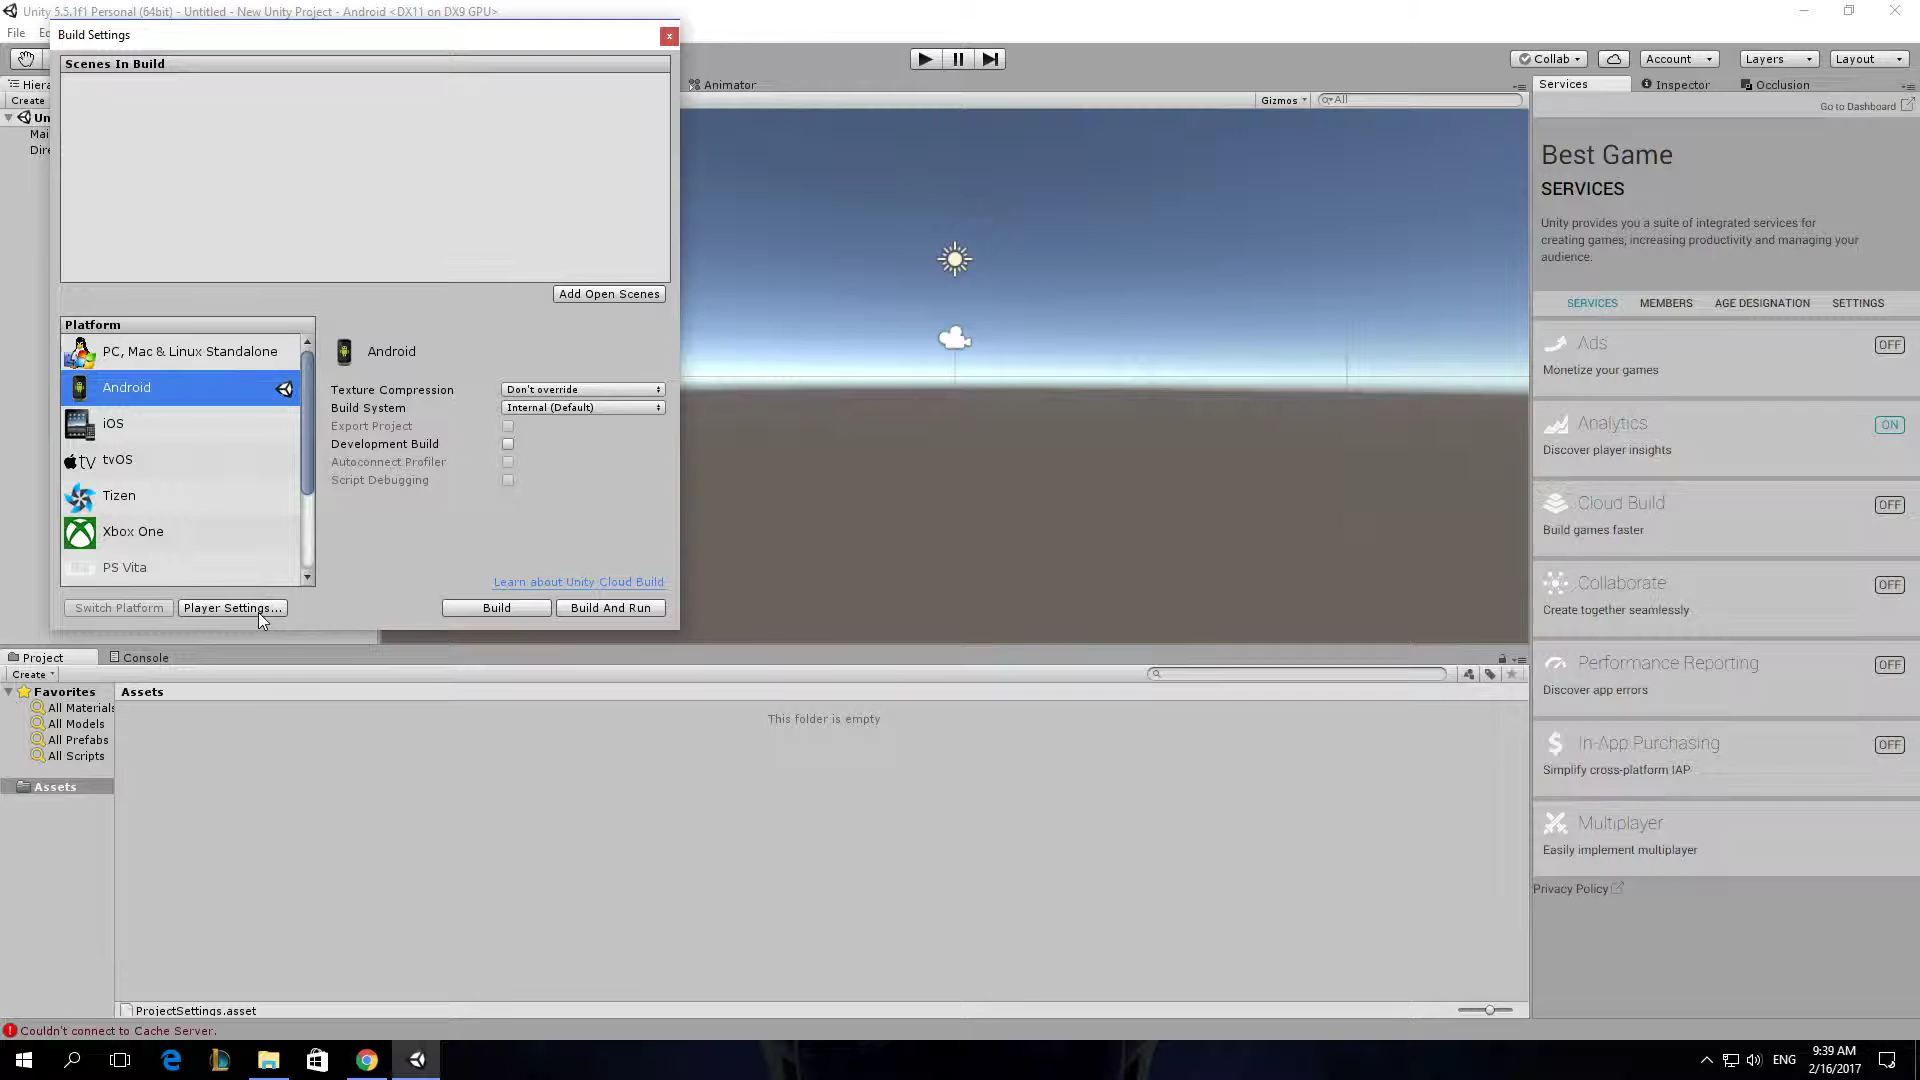 Unity 5.5.1f1 Personal (64bit) - Untitled - New Unity Project - Android <DX11 on DX9 GPU>
File
Build Settings
x
Scenes In Build
Add Open Scenes
Platform
PC, Mac & Linux Standalone
Android
iOS
tv tvOS
Tizen
Xbox One
PS Vita
Android
Texture Compression Don't override
Build System Internal (Default)
Export Project
Development Build
Autoconnect Profiler
Script Debugging
Learn about Unity Cloud Build
Switch Platform Player Settings... Build Build And Run
Hiera
Create
Un
Mai
Dire
Animator
Gizmos All
Collab Account Layers Layout
Services Inspector Occlusion
Go to Dashboard
Best Game
SERVICES
Unity provides you a suite of integrated services for
creating games, increasing productivity and managing your
audience.
SERVICES MEMBERS AGE DESIGNATION SETTINGS
Ads OFF
Monetize your games
Analytics ON
Discover player insights
Cloud Build OFF
Build games faster
Collaborate OFF
Create together seamlessly
Performance Reporting OFF
Discover app errors
In-App Purchasing OFF
Simplify cross-platform IAP
Multiplayer
Easily implement multiplayer
Privacy Policy
Project Console
Create
Favorites
All Materials
All Models
All Prefabs
All Scripts
Assets
Assets
This folder is empty
ProjectSettings.asset
Couldn't connect to Cache Server.
ENG
9:39 AM
2/16/2017